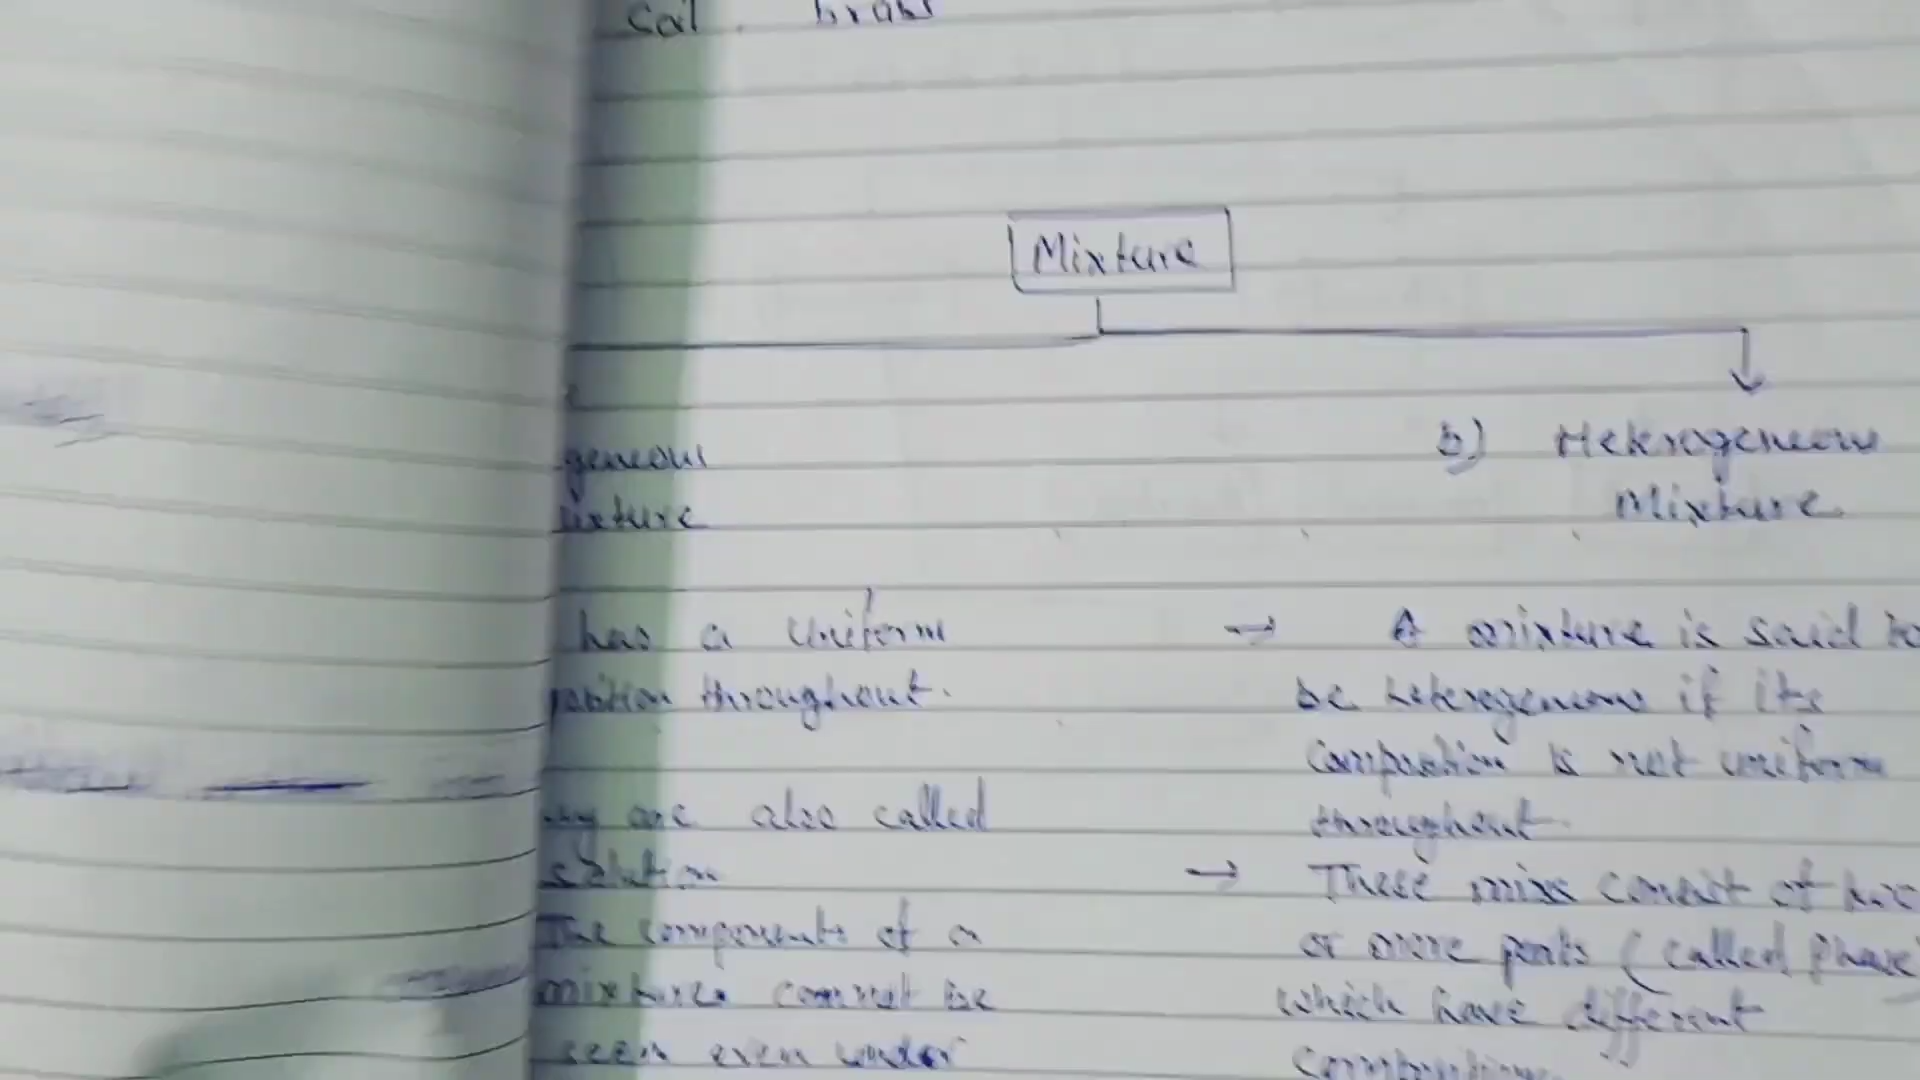 Mixture
geneous
ixture
b) Heterogeneous
Mixture.
has a Uniform
throughout.
are also called
solution
The components of a
mixture cannot be
seen even under
→ A mixture is said to
be heterogeneous if its
composition is not uniform
throughout.
→ These mixs consist of two
or more parts (called phase)
which have different